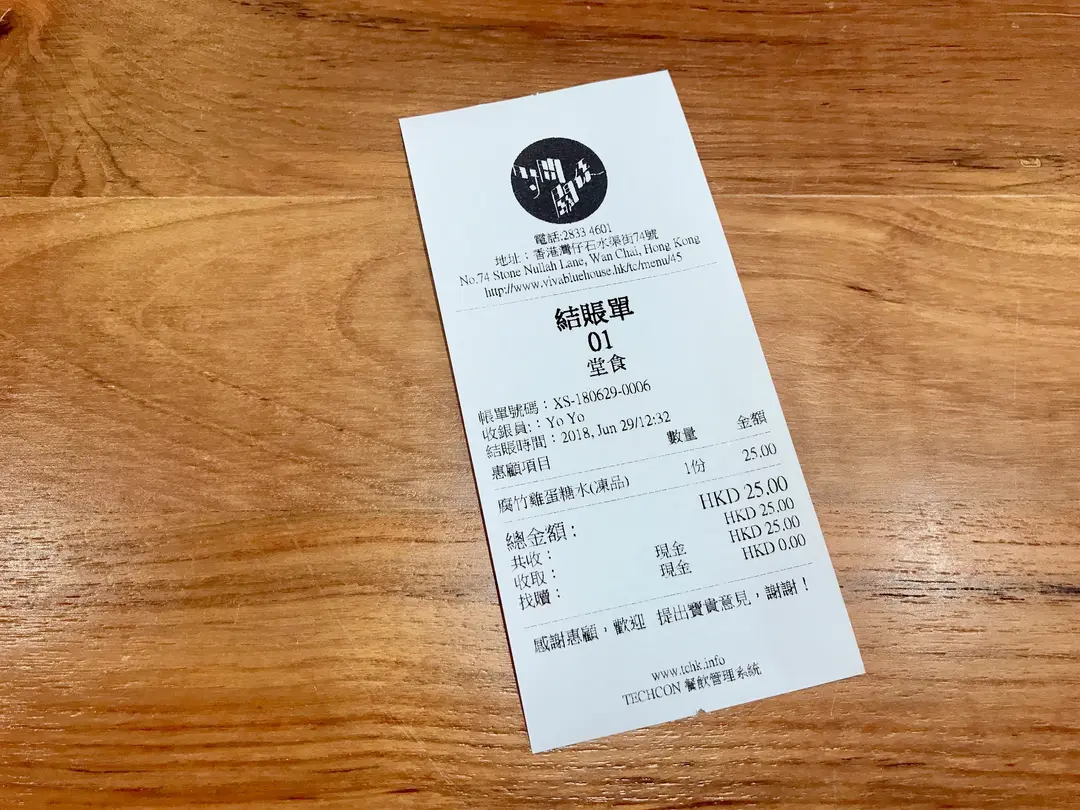 電話:2833 4601
地址：香港灣仔石水渠街74號
No.74 Stone Nullah Lane, Wan Chai, Hong Kong
http://www.vivabluehouse.hk/tc/menu/45
結賬單
01
堂食
帳單號碼：XS-180629-0006
收銀員:：Yo Yo
結賬時間：2018, Jun 29/12:32
惠顧項目 數量 金額
腐竹雞蛋糖水(凍品) 1份 25.00
總金額： HKD 25.00
共收： HKD 25.00
收取： 現金 HKD 25.00
找贖： 現金 HKD 0.00
感謝惠顧，歡迎 提出寶貴意見，謝謝！
www.tchk.info
TECHCON 餐飲管理系統